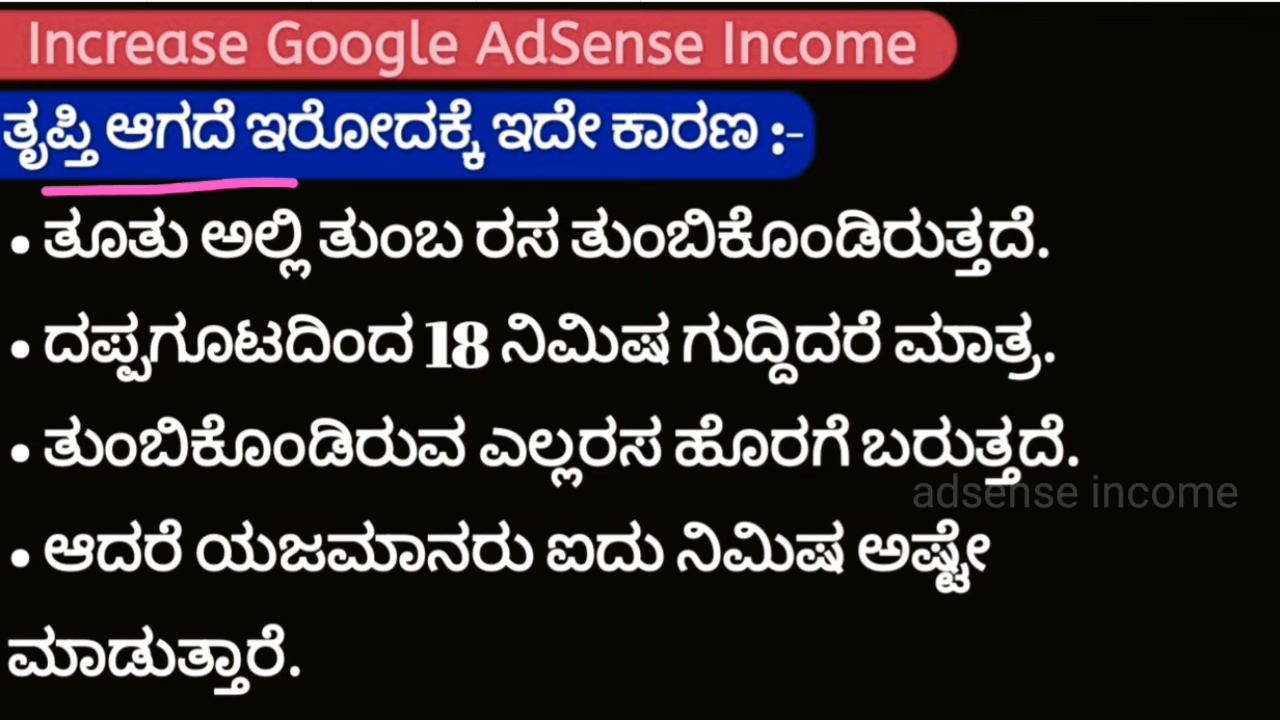 Increase Google AdSense Income
ತೃಪ್ತಿ ಆಗದೆ ಇರೋದಕ್ಕೆ ಇದೇ ಕಾರಣ :-
• ತೂತು ಅಲ್ಲಿ ತುಂಬ ರಸ ತುಂಬಿಕೊಂಡಿರುತ್ತದೆ.
• ದಪ್ಪಗೂಟದಿಂದ 18 ನಿಮಿಷ ಗುದ್ದಿದರೆ ಮಾತ್ರ.
• ತುಂಬಿಕೊಂಡಿರುವ ಎಲ್ಲರಸ ಹೊರಗೆ ಬರುತ್ತದೆ.
adsense income
• ಆದರೆ ಯಜಮಾನರು ಐದು ನಿಮಿಷ ಅಷ್ಟೇ
ಮಾಡುತ್ತಾರೆ.